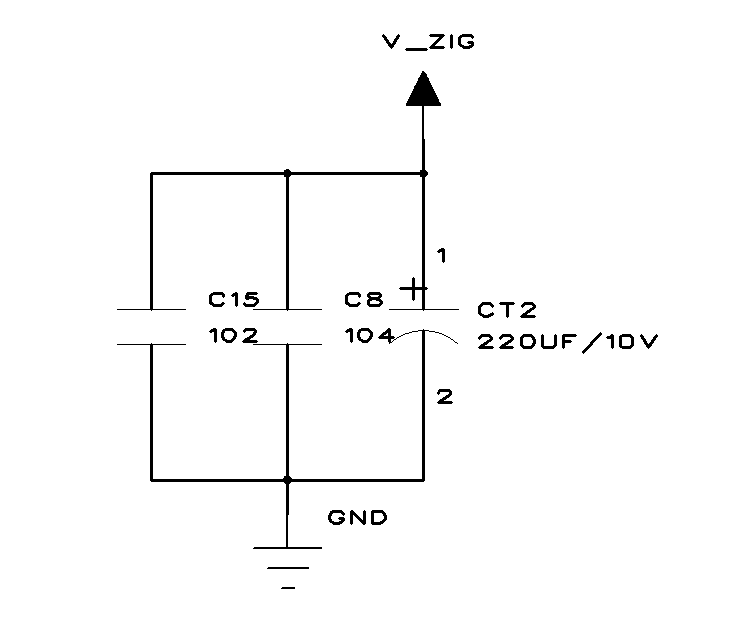 V_ZIG
1
+
C15
102
C8
104
CT2
220UF/10V
2
GND